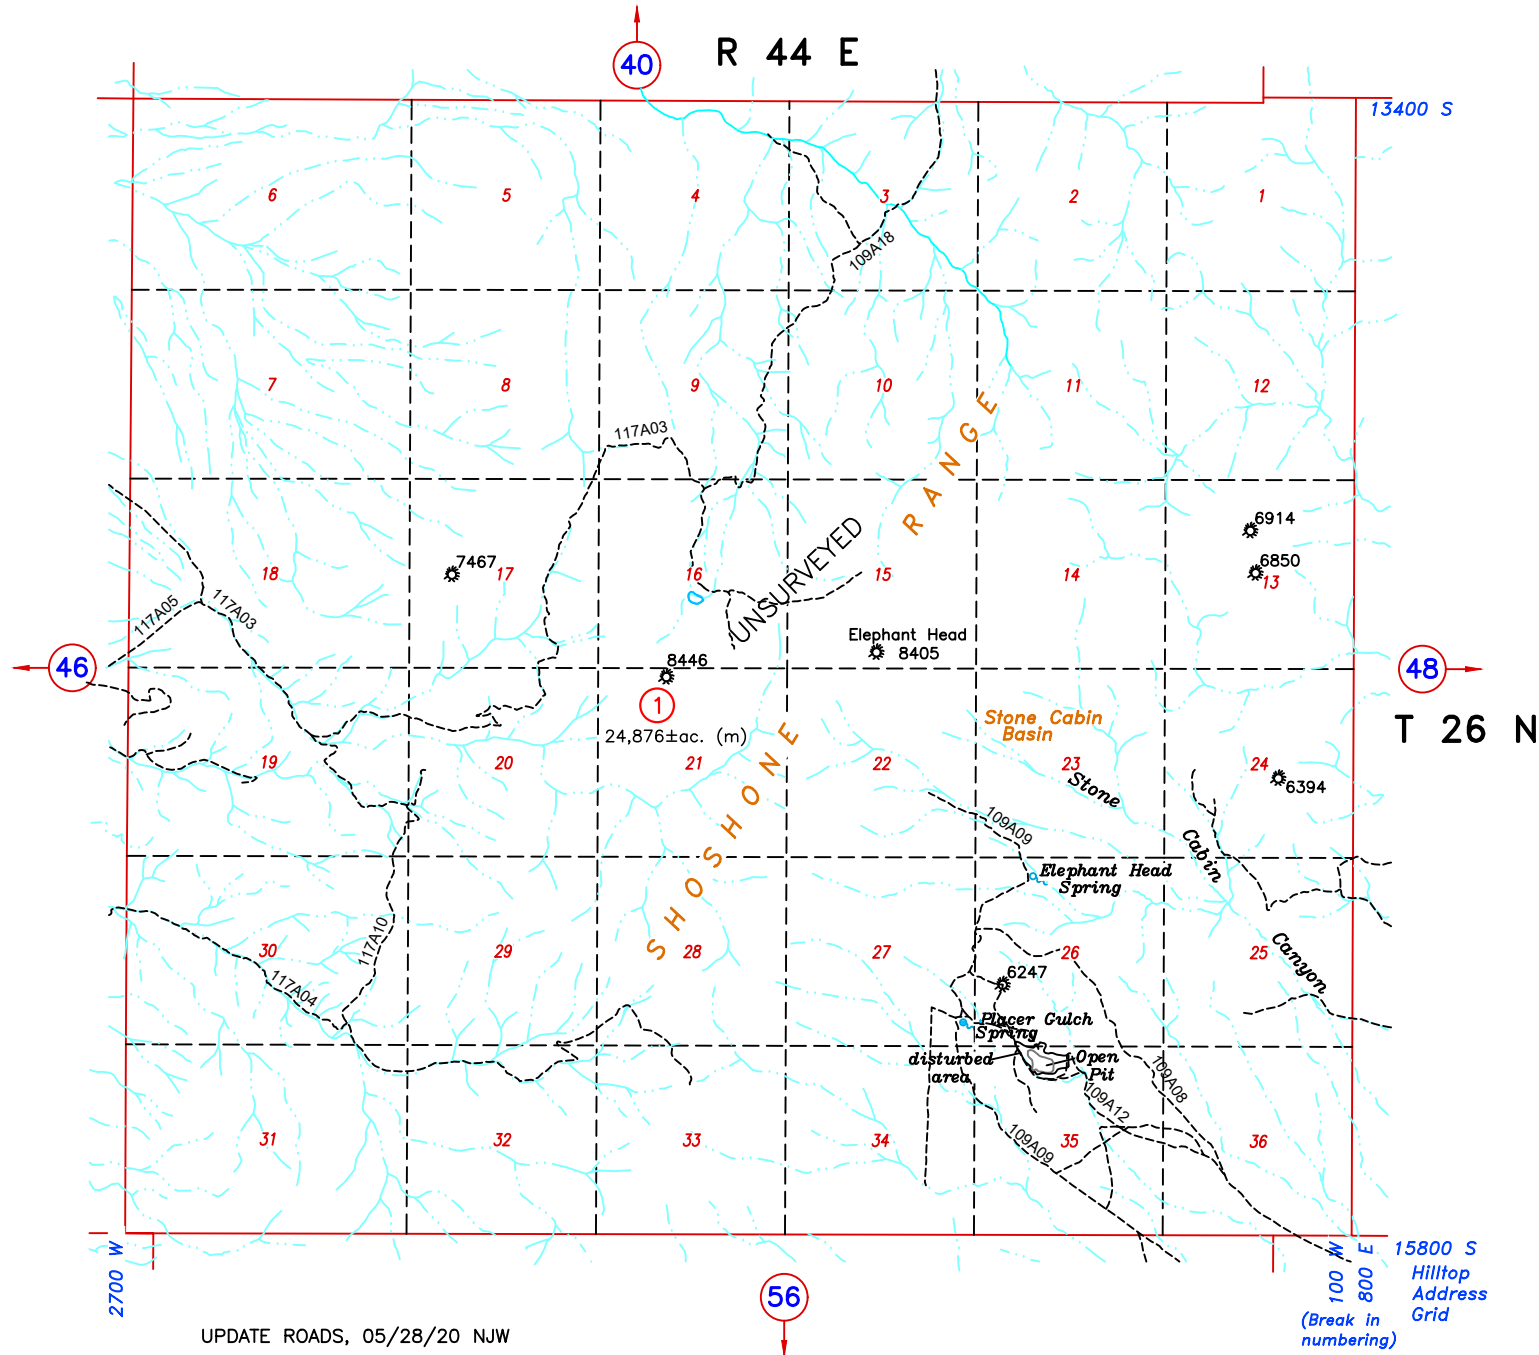 40
R 44 E
13400 S
6
5
4
3
2
1
109A18
7
8
9
10
11
12
117A03
RANGE
UNSURVEYED
6914
7467
6850
18
17
16
15
14
13
117A05
117A03
Elephant Head
8405
46
8446
48
1
24,876±ac. (m)
Stone Cabin
Basin
T 26 N
SHOSHONE
19
20
21
22
23
24
Stone
6394
109A09
Cabin
Elephant Head
Spring
117A10
30
29
28
27
26
25
Canyon
117A04
6247
Placer Gulch
Spring
disturbed
area
Open
Pit
109A08
109A12
31
32
33
34
109A09
35
36
2700 W
100 W
800 E
15800 S
Hilltop
Address
Grid
(Break in
numbering)
56
UPDATE ROADS, 05/28/20 NJW